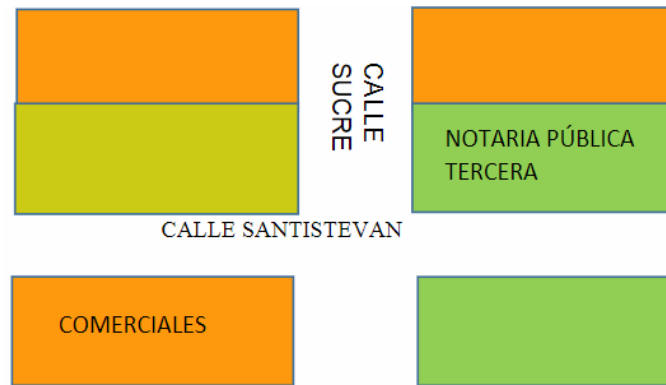 CALLE
SUCRE
NOTARIA PÚBLICA
TERCERA
CALLE SANTISTEVAN
COMERCIALES